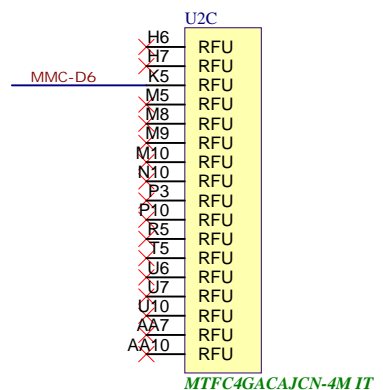 U2C
H6 RFU
H7 RFU
MMC-D6 K5 RFU
M5 RFU
M8 RFU
M9 RFU
M10 RFU
N10 RFU
P3 RFU
P10 RFU
R5 RFU
T5 RFU
U6 RFU
U7 RFU
U10 RFU
AA7 RFU
AA10 RFU
MTFC4GACAJCN-4M IT